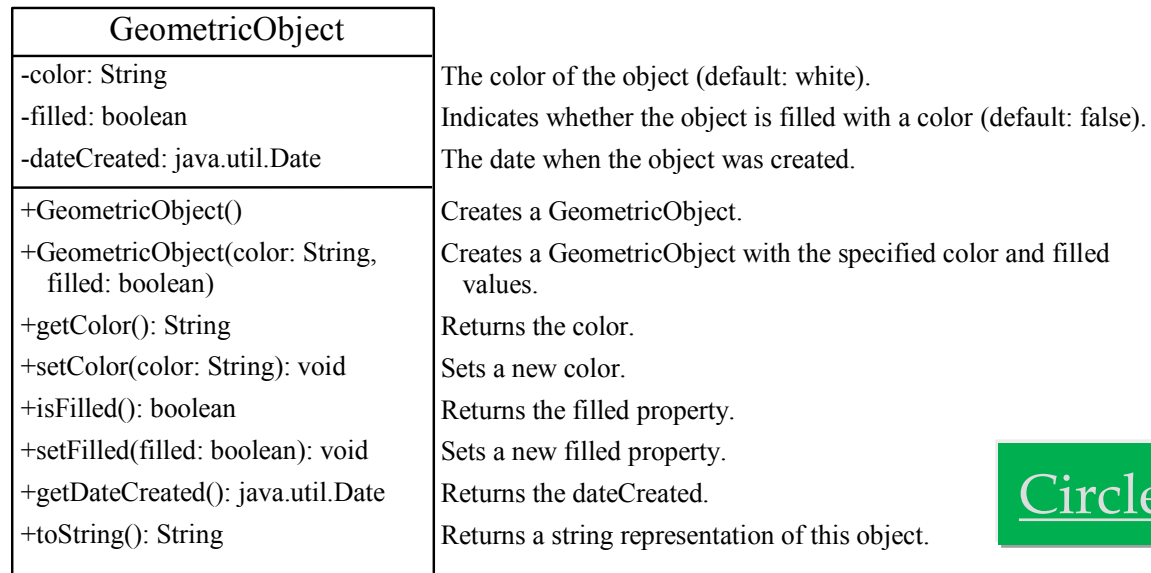 GeometricObject
-color: String The color of the object (default: white).
-filled: boolean Indicates whether the object is filled with a color (default: false).
-dateCreated: java.util.Date The date when the object was created.
+GeometricObject() Creates a GeometricObject.
+GeometricObject(color: String, Creates a GeometricObject with the specified color and filled
filled: boolean) values.
+getColor(): String Returns the color.
+setColor(color: String): void Sets a new color.
+isFilled(): boolean Returns the filled property.
+setFilled(filled: boolean): void Sets a new filled property.
+getDateCreated(): java.util.Date Returns the dateCreated.
+toString(): String Returns a string representation of this object.
Circle